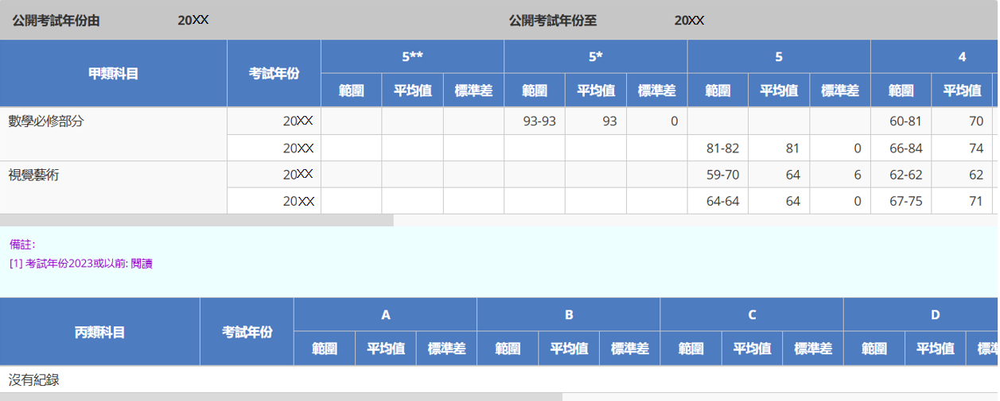 公開考試年份由 20XX 公開考試年份至 20XX
甲類科目 考試年份 5** 5* 5 4
範圍 平均值 標準差 範圍 平均值 標準差 範圍 平均值 標準差 範圍 平均值
數學必修部分 20XX 93-93 93 0 60-81 70
20XX 81-82 81 0 66-84 74
視覺藝術 20XX 59-70 64 6 62-62 62
20XX 64-64 64 0 67-75 71
備註:
[1] 考試年份2023或以前: 閱讀
丙類科目 考試年份 A B C D
範圍 平均值 標準差 範圍 平均值 標準差 範圍 平均值 標準差 範圍 平均值
沒有紀錄